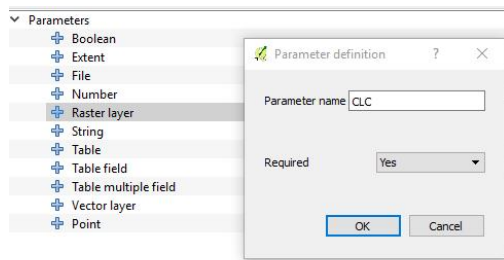 Parameters
Boolean
Extent
File
Number
Raster layer
String
Table
Table field
Table multiple field
Vector layer
Point
Parameter definition ?
Parameter name CLC
Required Yes
OK Cancel